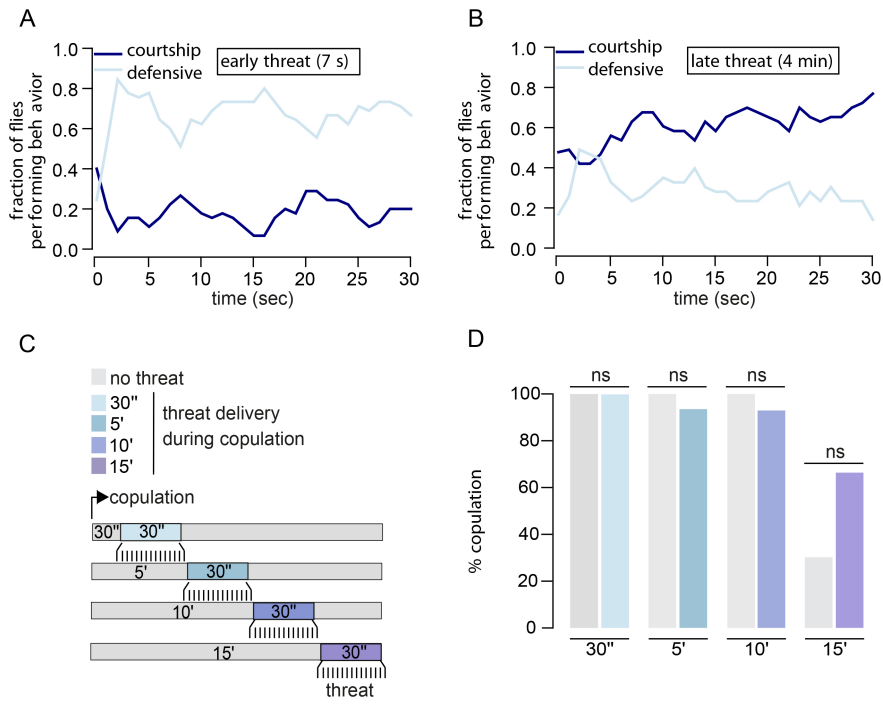 A
fraction of flies
performing beh avior
1.0
0.8
0.6
0.4
0.2
0.0
courtship
defensive
early threat (7 s)
0 5 10 15 20 25 30
time (sec)
B
fraction of flies
performing beh avior
1.0
0.8
0.6
0.4
0.2
0.0
courtship
defensive
late threat (4 min)
0 5 10 15 20 25 30
time (sec)
C
no threat
30"
5'
10'
15'
threat delivery
during copulation
copulation
30" 30"
5' 30"
10' 30"
15' 30"
threat
D
% copulation
100
80
60
40
20
0
ns ns ns ns
30" 5' 10' 15'